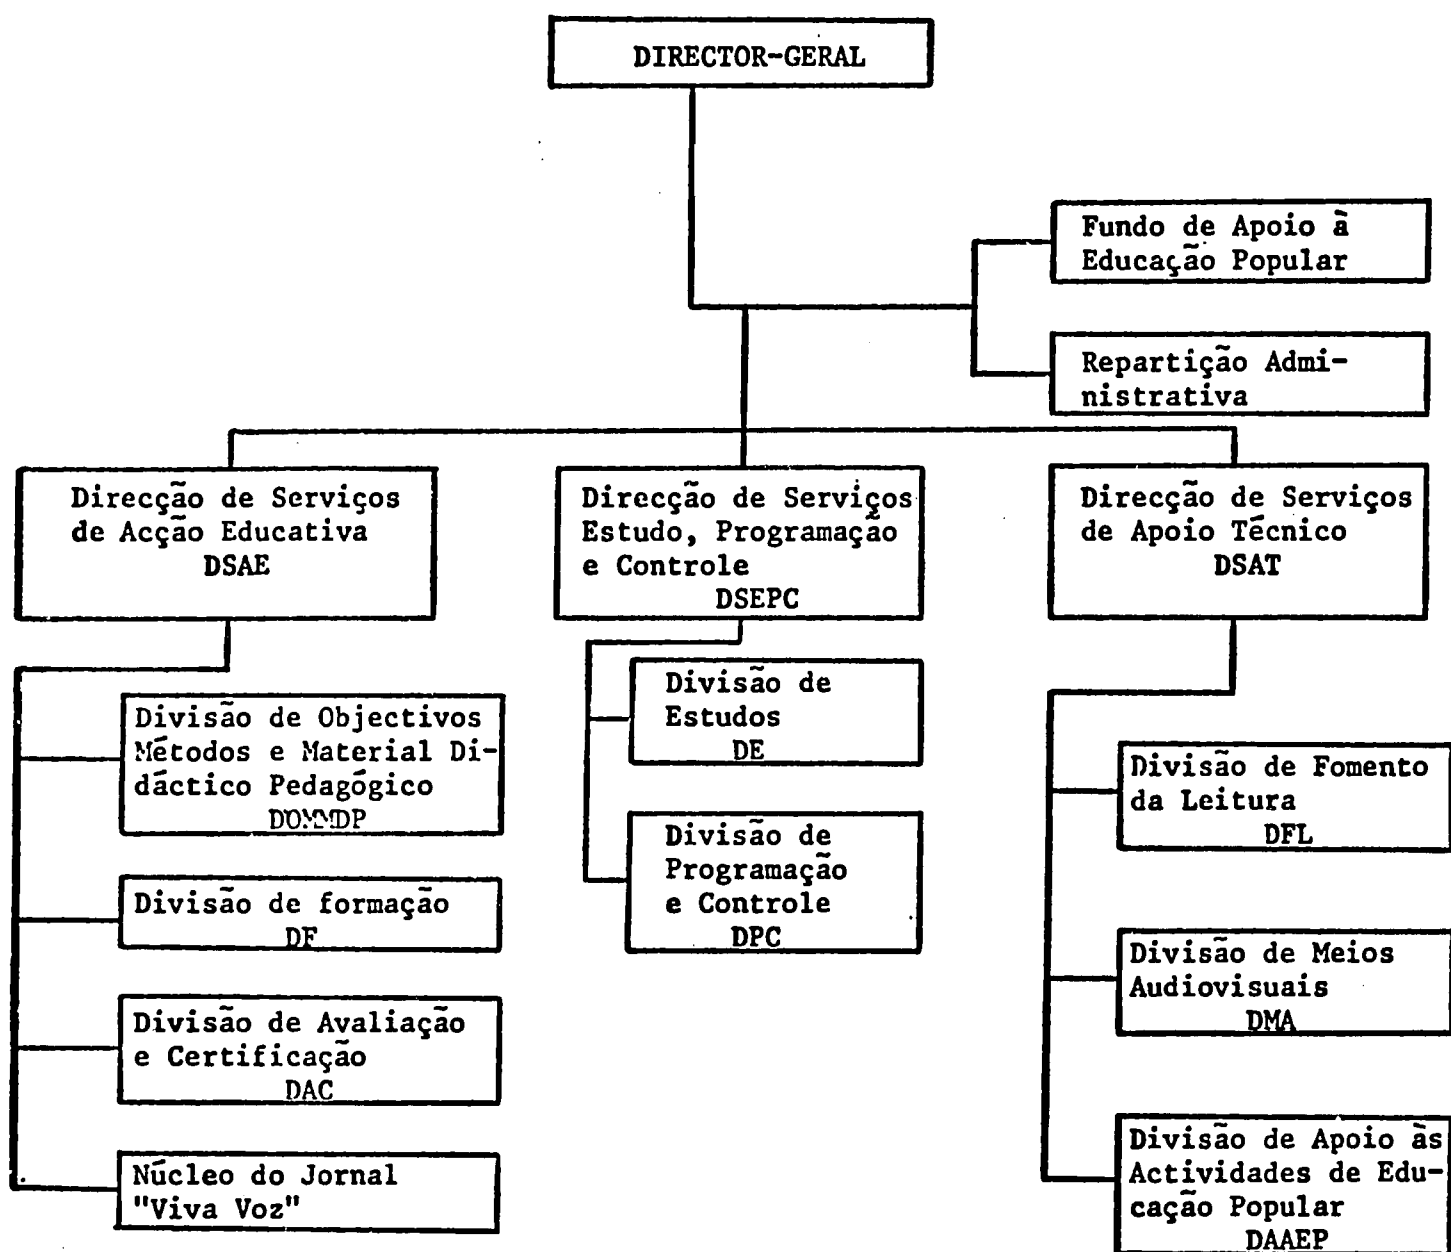 DIRECTOR-GERAL
Fundo de Apoio à
Educação Popular
Repartição Admi-
nistrativa
Direcção de Serviços
de Acção Educativa
DSAE
Direcção de Serviços
Estudo, Programação
e Controle
DSEPC
Direcção de Serviços
de Apoio Técnico
DSAT
Divisão de Objectivos
Métodos e Material Di-
dáctico Pedagógico
DOMMDP
Divisão de formação
DF
Divisão de Avaliação
e Certificação
DAC
Núcleo do Jornal
"Viva Voz"
Divisão de
Estudos
DE
Divisão de
Programação
e Controle
DPC
Divisão de Fomento
da Leitura
DFL
Divisão de Meios
Audiovisuais
DMA
Divisão de Apoio às
Actividades de Edu-
cação Popular
DAAEP